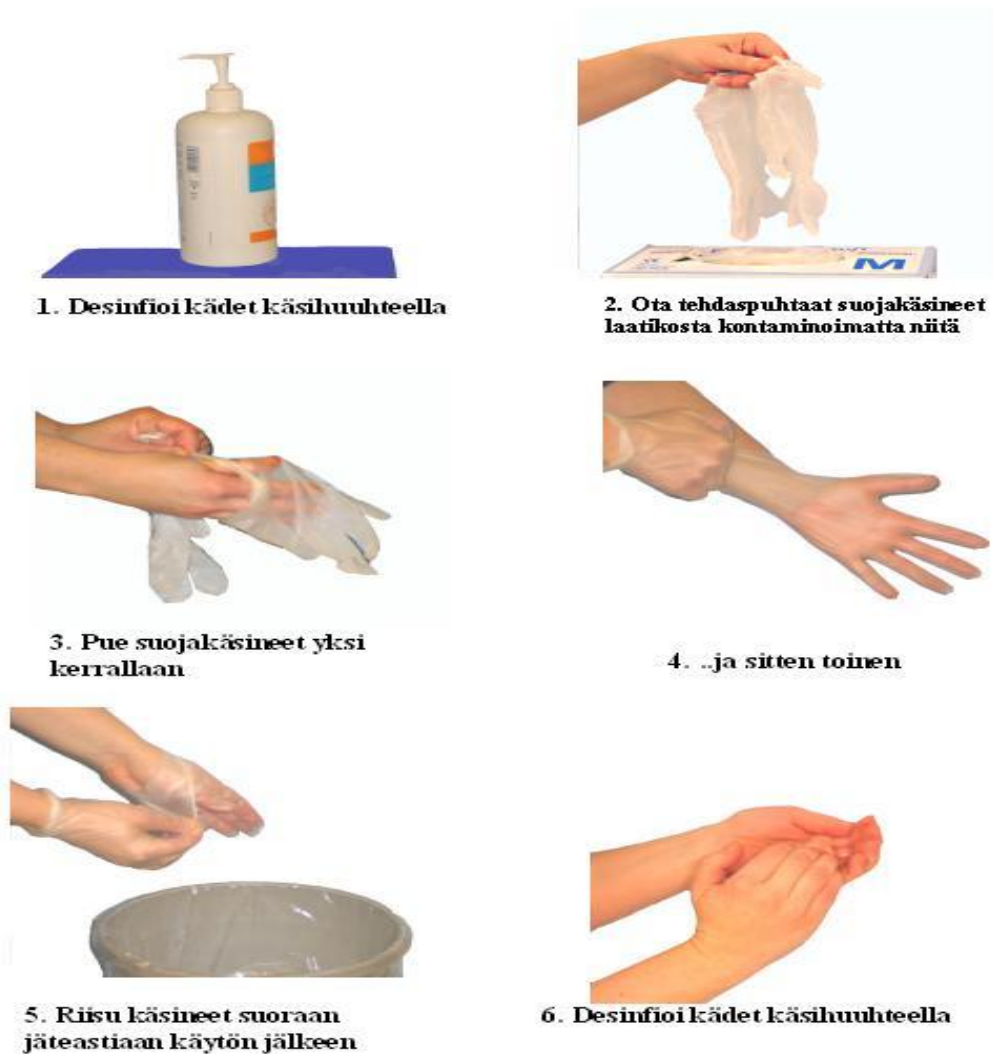 M
1. Desinfioi kädet käsihuuhteella
2. Ota tehdaspuhtaat suojakäsineet
laatikosta kontaminoimatta niitä
3. Pue suojakäsineet yksi
kerrallaan
4. ..ja sitten toinen
5. Riisu käsineet suoraan
jäteastiaan käytön jälkeen
6. Desinfioi kädet käsihuuhteella